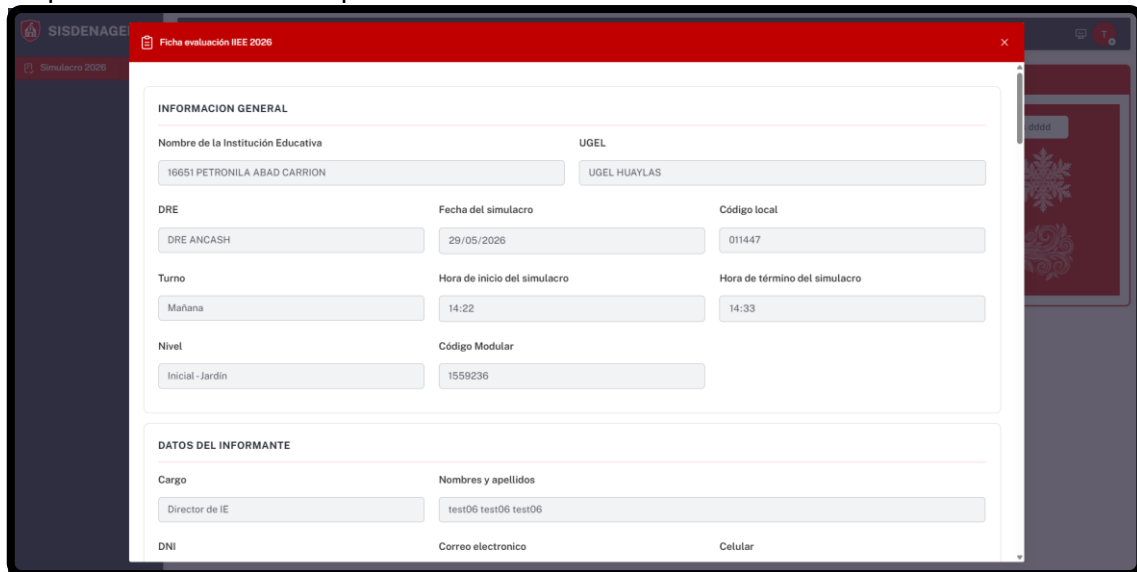 SISDENAGE
Ficha evaluación IIEE 2026
T
Simulacro 2026
INFORMACION GENERAL
dddd
Nombre de la Institución Educativa UGEL
16651 PETRONILA ABAD CARRION UGEL HUAYLAS
DRE Fecha del simulacro Código local
DRE ANCASH 29/05/2026 011447
Turno Hora de inicio del simulacro Hora de término del simulacro
Mañana 14:22 14:33
Nivel Código Modular
Inicial - Jardín 1559236
DATOS DEL INFORMANTE
Cargo Nombres y apellidos
Director de IE test06 test06 test06
DNI Correo electronico Celular